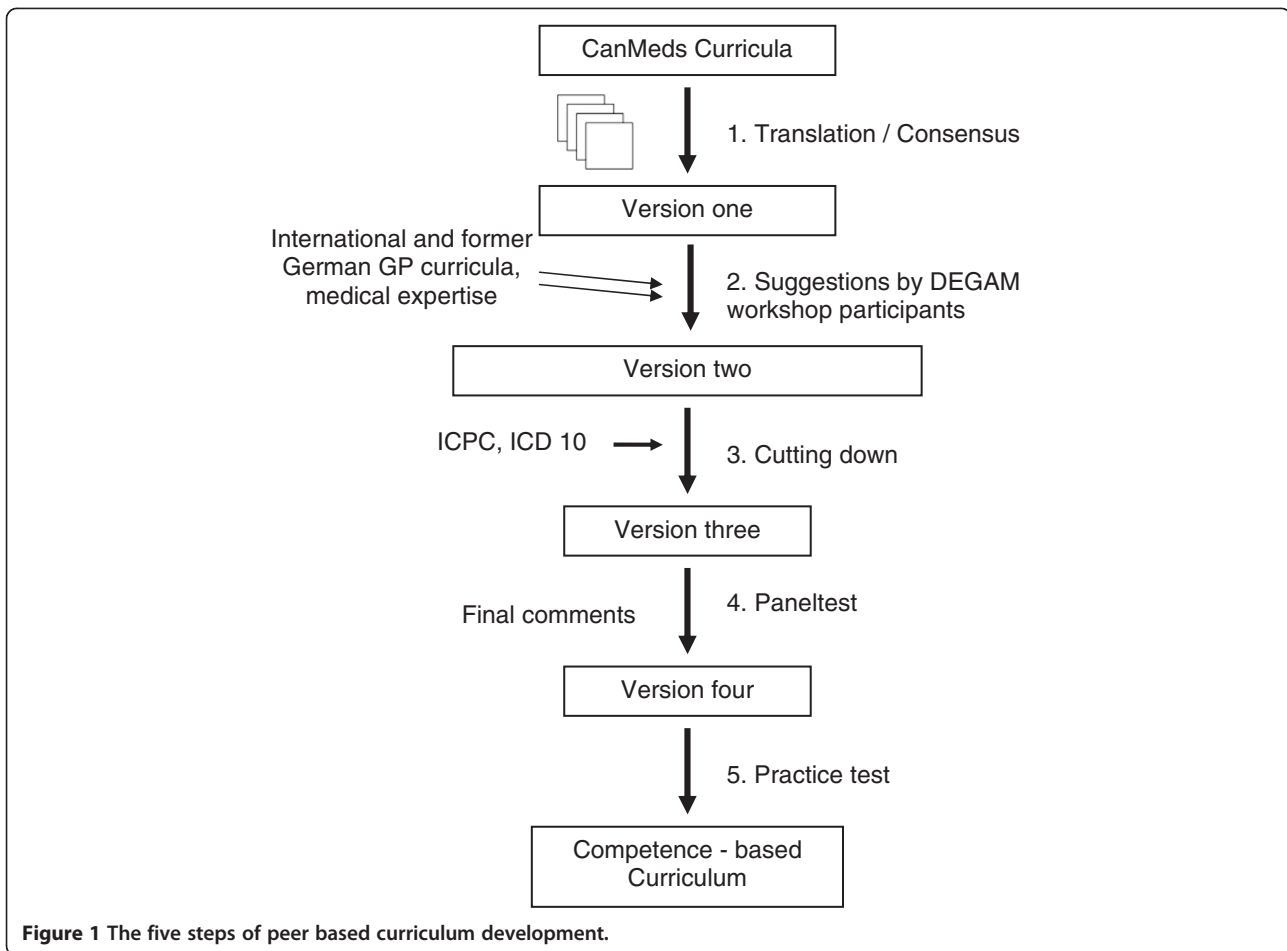 CanMeds Curricula
1. Translation / Consensus
Version one
International and former
German GP curricula,
medical expertise
2. Suggestions by DEGAM
workshop participants
Version two
ICPC, ICD 10
3. Cutting down
Version three
Final comments
4. Paneltest
Version four
5. Practice test
Competence - based
Curriculum
Figure 1 The five steps of peer based curriculum development.